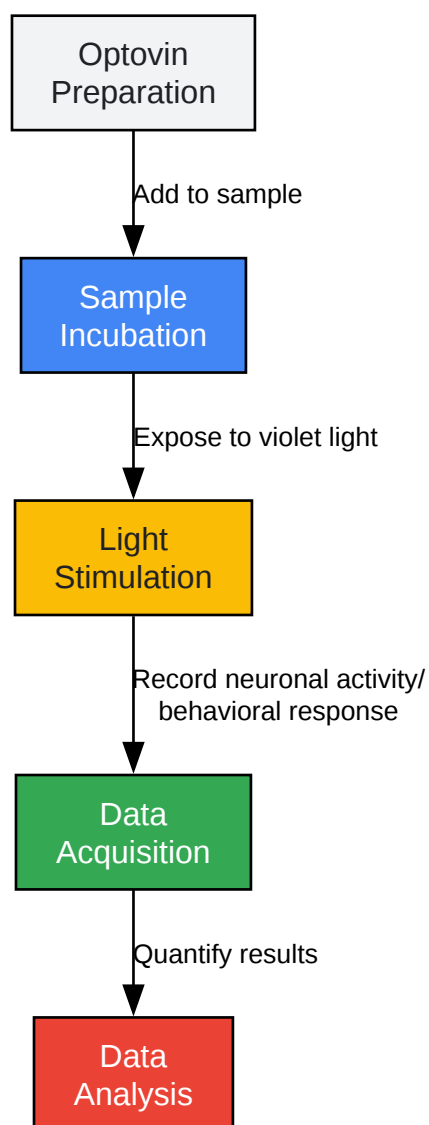 Optovin
Preparation
Add to sample
Sample
Incubation
Expose to violet light
Light
Stimulation
Record neuronal activity/
behavioral response
Data
Acquisition
Quantify results
Data
Analysis